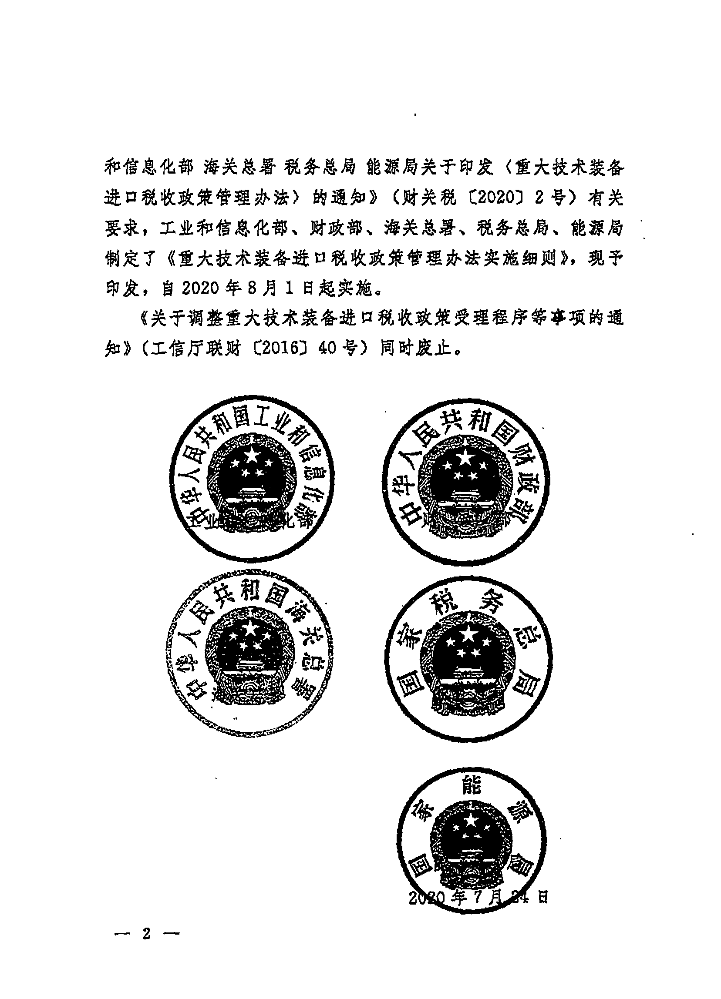 和信息化部 海关总署 税务总局 能源局关于印发〈重大技术装备
进口税收政策管理办法〉的通知》（财关税〔2020〕2号）有关
要求，工业和信息化部、财政部、海关总署、税务总局、能源局
制定了《重大技术装备进口税收政策管理办法实施细则》，现予
印发，自2020年8月1日起实施。
《关于调整重大技术装备进口税收政策受理程序等事项的通
知》（工信厅联财〔2016〕40号）同时废止。
中华人民共和国工业和信息化部
中华人民共和国财政部
中华人民共和国海关总署
国家税务总局
国家能源局
2020年7月24日
— 2 —